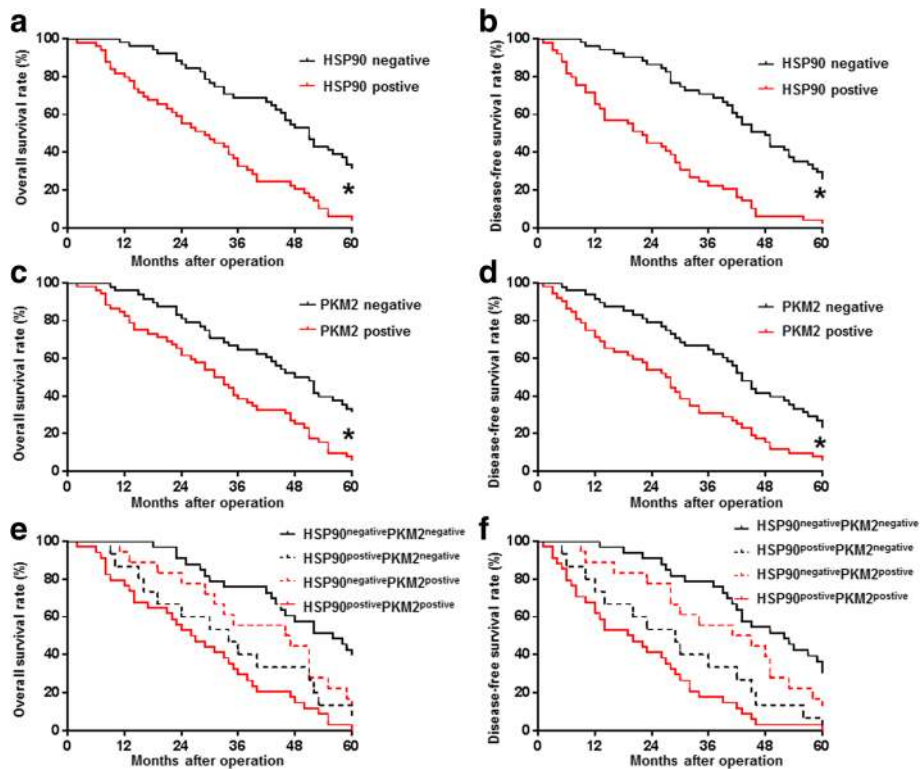 a
Overall survival rate (%)
100
80
60
40
20
0
HSP90 negative
HSP90 postive
*
0 12 24 36 48 60
Months after operation
b
Disease-free survival rate (%)
100
80
60
40
20
0
HSP90 negative
HSP90 postive
*
0 12 24 36 48 60
Months after operation
c
Overall survival rate (%)
100
80
60
40
20
0
PKM2 negative
PKM2 postive
*
0 12 24 36 48 60
Months after operation
d
Disease-free survival rate (%)
100
80
60
40
20
0
PKM2 negative
PKM2 postive
*
0 12 24 36 48 60
Months after operation
e
Overall survival rate (%)
100
80
60
40
20
0
HSP90negativePKM2negative
HSP90postivePKM2negative
HSP90negativePKM2postive
HSP90postivePKM2postive
0 12 24 36 48 60
Months after operation
f
Disease-free survival rate (%)
100
80
60
40
20
0
HSP90negativePKM2negative
HSP90postivePKM2negative
HSP90negativePKM2postive
HSP90postivePKM2postive
0 12 24 36 48 60
Months after operation